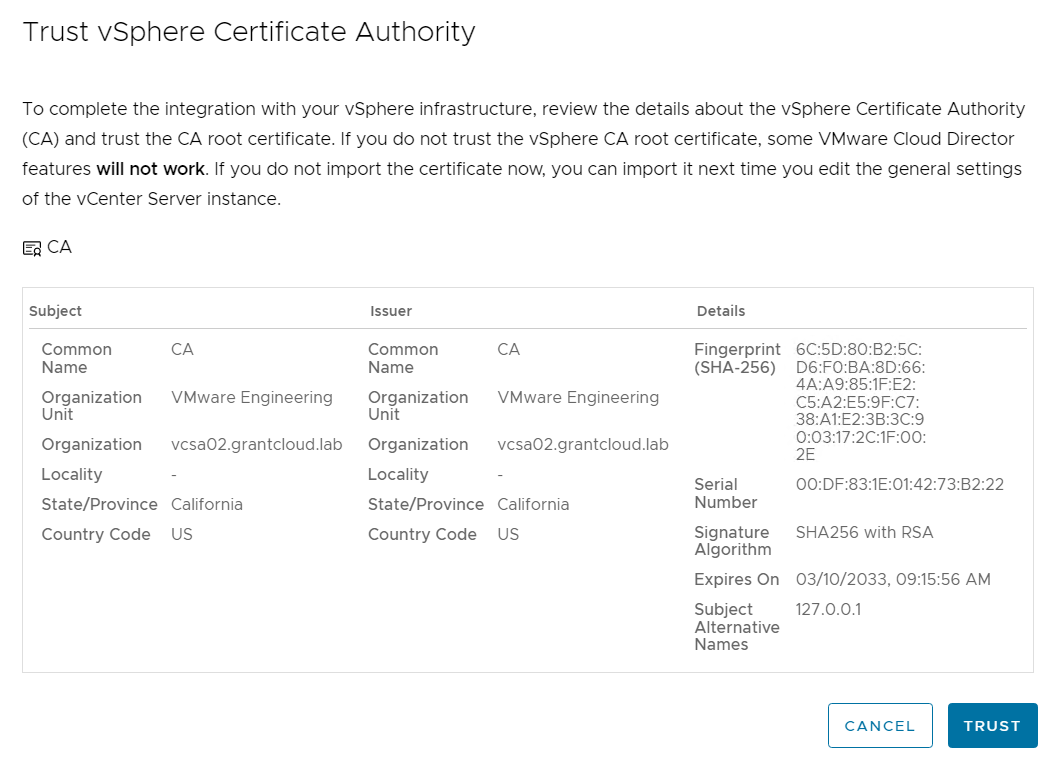 Trust vSphere Certificate Authority
To complete the integration with your vSphere infrastructure, review the details about the vSphere Certificate Authority
(CA) and trust the CA root certificate. If you do not trust the vSphere CA root certificate, some VMware Cloud Director
features will not work. If you do not import the certificate now, you can import it next time you edit the general settings
of the vCenter Server instance.
CA
Subject
Common
Name
CA
Organization
Unit
VMware Engineering
Organization
vcsa02.grantcloud.lab
Locality
-
State/Province
California
Country Code
US
Issuer
Common
Name
CA
Organization
Unit
VMware Engineering
Organization
vcsa02.grantcloud.lab
Locality
-
State/Province
California
Country Code
US
Details
Fingerprint
(SHA-256)
6C:5D:80:B2:5C:
D6:F0:BA:8D:66:
4A:A9:85:1F:E2:
C5:A2:E5:9F:C7:
38:A1:E2:3B:3C:9
0:03:17:2C:1F:00:
2E
Serial
Number
00:DF:83:1E:01:42:73:B2:22
Signature
Algorithm
SHA256 with RSA
Expires On
03/10/2033, 09:15:56 AM
Subject
Alternative
Names
127.0.0.1
CANCEL
TRUST